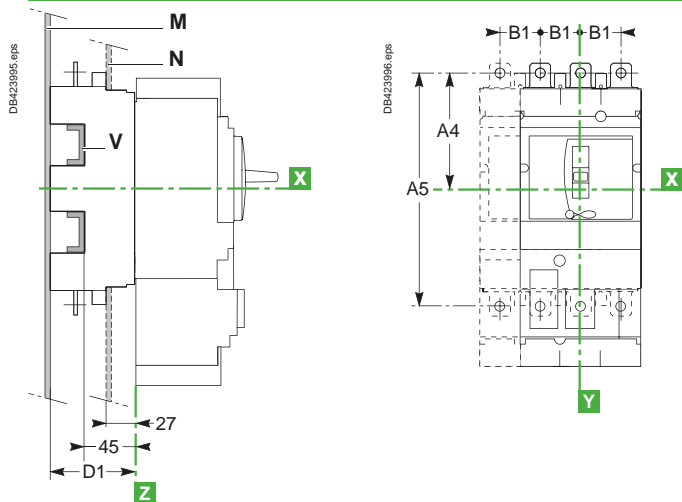 M
N
V
X
27
45
D1
Z
DB423995.eps
B1 B1 B1
A4
A5
X
Y
DB423996.eps